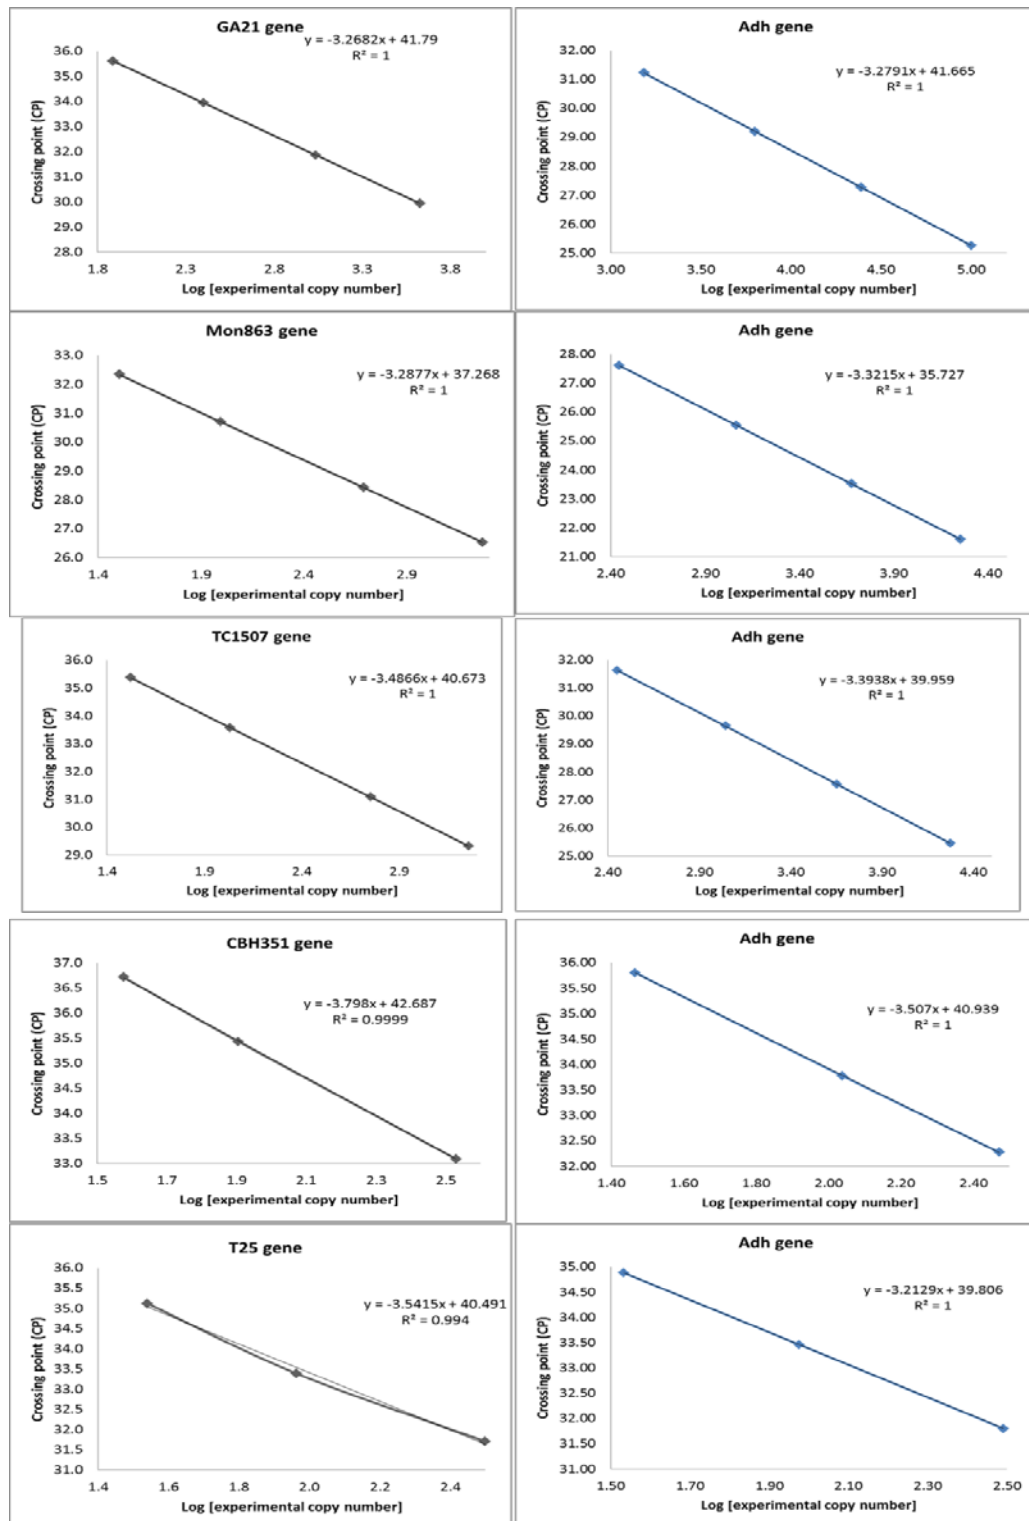 GA21 gene
y = -3.2682x + 41.79
R² = 1
Crossing point (CP)
36.0
35.0
34.0
33.0
32.0
31.0
30.0
29.0
28.0
1.8 2.3 2.8 3.3 3.8
Log [experimental copy number]
Adh gene
y = -3.2791x + 41.665
R² = 1
Crossing point (CP)
32.00
31.00
30.00
29.00
28.00
27.00
26.00
25.00
3.00 3.50 4.00 4.50 5.00
Log [experimental copy number]
Mon863 gene
y = -3.2877x + 37.268
R² = 1
Crossing point (CP)
33.0
32.0
31.0
30.0
29.0
28.0
27.0
26.0
1.4 1.9 2.4 2.9
Log [experimental copy number]
Adh gene
y = -3.3215x + 35.727
R² = 1
Crossing point (CP)
28.00
27.00
26.00
25.00
24.00
23.00
22.00
21.00
2.40 2.90 3.40 3.90 4.40
Log [experimental copy number]
TC1507 gene
y = -3.4866x + 40.673
R² = 1
Crossing point (CP)
36.0
35.0
34.0
33.0
32.0
31.0
30.0
29.0
1.4 1.9 2.4 2.9
Log [experimental copy number]
Adh gene
y = -3.3938x + 39.959
R² = 1
Crossing point (CP)
32.00
31.00
30.00
29.00
28.00
27.00
26.00
25.00
2.40 2.90 3.40 3.90 4.40
Log [experimental copy number]
CBH351 gene
y = -3.798x + 42.687
R² = 0.9999
Crossing point (CP)
37.0
36.5
36.0
35.5
35.0
34.5
34.0
33.5
33.0
1.5 1.7 1.9 2.1 2.3 2.5
Log [experimental copy number]
Adh gene
y = -3.507x + 40.939
R² = 1
Crossing point (CP)
36.00
35.50
35.00
34.50
34.00
33.50
33.00
32.50
32.00
1.40 1.60 1.80 2.00 2.20 2.40
Log [experimental copy number]
T25 gene
y = -3.5415x + 40.491
R² = 0.994
Crossing point (CP)
36.0
35.5
35.0
34.5
34.0
33.5
33.0
32.5
32.0
31.5
31.0
1.4 1.6 1.8 2.0 2.2 2.4
Log [experimental copy number]
Adh gene
y = -3.2129x + 39.806
R² = 1
Crossing point (CP)
35.00
34.50
34.00
33.50
33.00
32.50
32.00
31.50
31.00
1.50 1.70 1.90 2.10 2.30 2.50
Log [experimental copy number]